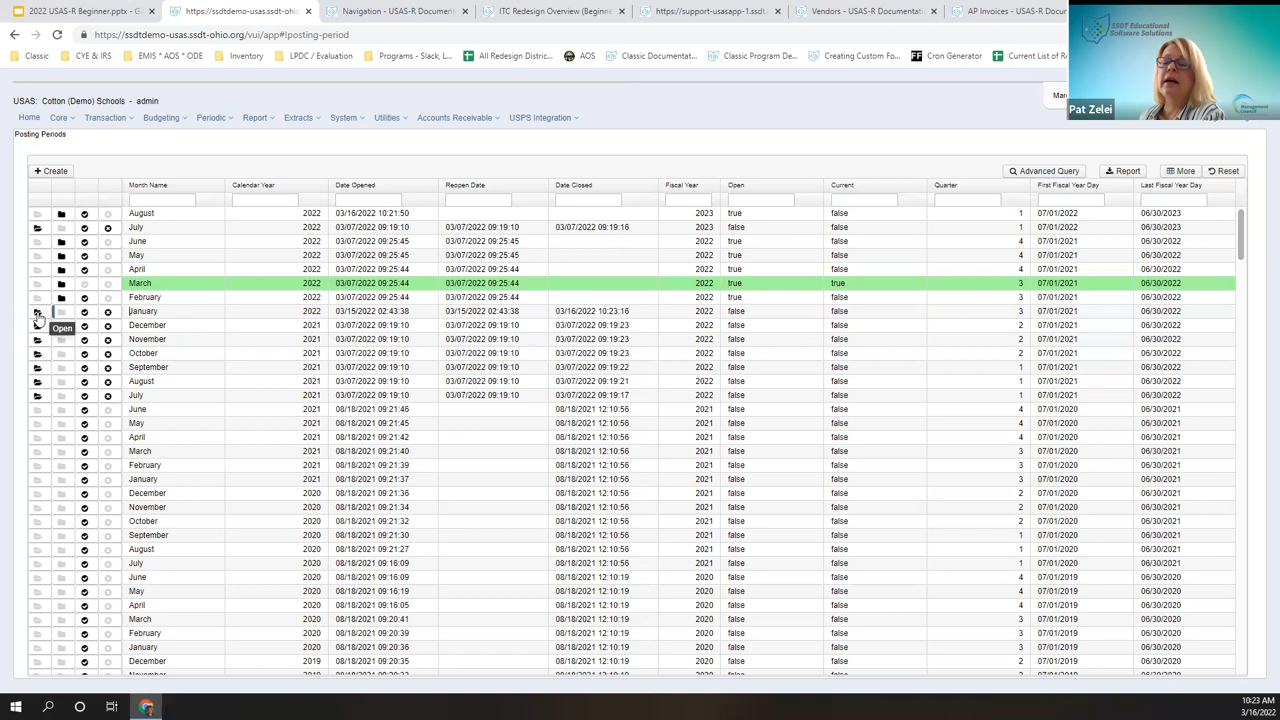 2022 USAS-R Beginner.pptx - G
https://ssdtdemo-usas.ssdt-ohio
Navigation - USAS-R Document
ITC Redesign Overview (Beginne
https://support-usasapp-1.ssdt
Vendors - USAS-R Documentati
AP Invoices - USAS-R Docum
https://ssdtdemo-usas.ssdt-ohio.org/vui/app#!posting-period
Classic
CYE & IRS
EMIS * AOS * ODE
Inventory
LPDC / Evaluation
Programs - Slack, L...
All Redesign Distric...
AOS
Classic Documentat...
Classic Program De...
Creating Custom Fo...
Cron Generator
Current List of R
SSDT Educational
Software Solutions
Management
Council
Pat Zelei
USAS: Cotton (Demo) Schools - admin
Mar
Home Core Transaction Budgeting Periodic Report Extracts System Utilities Accounts Receivable USPS Integration
Posting Periods
Create
Advanced Query Report More Reset
Month Name Calendar Year Date Opened Reopen Date Date Closed Fiscal Year Open Current Quarter First Fiscal Year Day Last Fiscal Year Day
August 2022 03/16/2022 10:21:50 2023 true false 1 07/01/2022 06/30/2023
July 2022 03/07/2022 09:19:10 03/07/2022 09:19:10 03/07/2022 09:19:16 2023 false false 1 07/01/2022 06/30/2023
June 2022 03/07/2022 09:25:45 03/07/2022 09:25:45 2022 true false 4 07/01/2021 06/30/2022
May 2022 03/07/2022 09:25:45 03/07/2022 09:25:45 2022 true false 4 07/01/2021 06/30/2022
April 2022 03/07/2022 09:25:44 03/07/2022 09:25:44 2022 true false 4 07/01/2021 06/30/2022
March 2022 03/07/2022 09:25:44 03/07/2022 09:25:44 2022 true true 3 07/01/2021 06/30/2022
February 2022 03/07/2022 09:25:44 03/07/2022 09:25:44 2022 true false 3 07/01/2021 06/30/2022
January 2022 03/15/2022 02:43:38 03/15/2022 02:43:38 03/16/2022 10:23:16 2022 false false 3 07/01/2021 06/30/2022
Open
December 2021 03/07/2022 09:19:10 03/07/2022 09:19:10 03/07/2022 09:19:23 2022 false false 2 07/01/2021 06/30/2022
November 2021 03/07/2022 09:19:10 03/07/2022 09:19:10 03/07/2022 09:19:23 2022 false false 2 07/01/2021 06/30/2022
October 2021 03/07/2022 09:19:10 03/07/2022 09:19:10 03/07/2022 09:19:23 2022 false false 2 07/01/2021 06/30/2022
September 2021 03/07/2022 09:19:10 03/07/2022 09:19:10 03/07/2022 09:19:22 2022 false false 1 07/01/2021 06/30/2022
August 2021 03/07/2022 09:19:10 03/07/2022 09:19:10 03/07/2022 09:19:21 2022 false false 1 07/01/2021 06/30/2022
July 2021 03/07/2022 09:19:10 03/07/2022 09:19:10 03/07/2022 09:19:17 2022 false false 1 07/01/2021 06/30/2022
June 2021 08/18/2021 09:21:46 08/18/2021 12:10:56 2021 false false 4 07/01/2020 06/30/2021
May 2021 08/18/2021 09:21:45 08/18/2021 12:10:56 2021 false false 4 07/01/2020 06/30/2021
April 2021 08/18/2021 09:21:42 08/18/2021 12:10:56 2021 false false 4 07/01/2020 06/30/2021
March 2021 08/18/2021 09:21:40 08/18/2021 12:10:56 2021 false false 3 07/01/2020 06/30/2021
February 2021 08/18/2021 09:21:39 08/18/2021 12:10:56 2021 false false 3 07/01/2020 06/30/2021
January 2021 08/18/2021 09:21:37 08/18/2021 12:10:56 2021 false false 3 07/01/2020 06/30/2021
December 2020 08/18/2021 09:21:36 08/18/2021 12:10:56 2021 false false 2 07/01/2020 06/30/2021
November 2020 08/18/2021 09:21:34 08/18/2021 12:10:56 2021 false false 2 07/01/2020 06/30/2021
October 2020 08/18/2021 09:21:32 08/18/2021 12:10:56 2021 false false 2 07/01/2020 06/30/2021
September 2020 08/18/2021 09:21:30 08/18/2021 12:10:56 2021 false false 1 07/01/2020 06/30/2021
August 2020 08/18/2021 09:21:27 08/18/2021 12:10:56 2021 false false 1 07/01/2020 06/30/2021
July 2020 08/18/2021 09:16:09 08/18/2021 12:10:56 2021 false false 1 07/01/2020 06/30/2021
June 2020 08/18/2021 09:16:09 08/18/2021 12:10:19 2020 false false 4 07/01/2019 06/30/2020
May 2020 08/18/2021 09:16:19 08/18/2021 12:10:19 2020 false false 4 07/01/2019 06/30/2020
April 2020 08/18/2021 09:16:05 08/18/2021 12:10:19 2020 false false 4 07/01/2019 06/30/2020
March 2020 08/18/2021 09:20:41 08/18/2021 12:10:19 2020 false false 3 07/01/2019 06/30/2020
February 2020 08/18/2021 09:20:39 08/18/2021 12:10:19 2020 false false 3 07/01/2019 06/30/2020
January 2020 08/18/2021 09:20:37 08/18/2021 12:10:19 2020 false false 3 07/01/2019 06/30/2020
December 2019 08/18/2021 09:20:35 08/18/2021 12:10:19 2020 false false 2 07/01/2019 06/30/2020
10:23 AM
3/16/2022